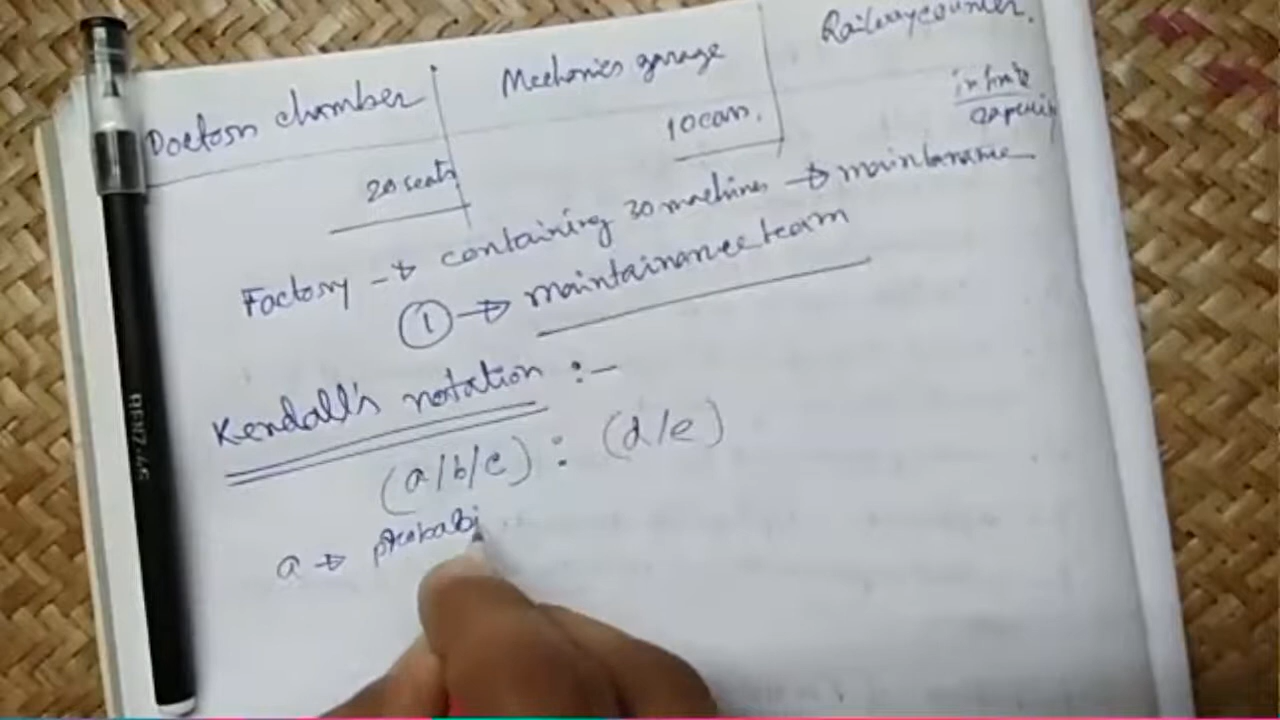 Doctors chamber
Mechanics garage
Railway counter.
20 seats
10 cars.
infinite
capacity
Factory → containing 30 machines → maintanance
① → maintainance team
Kendall's notation :-
(a/b/c) : (d/e)
a → probabi